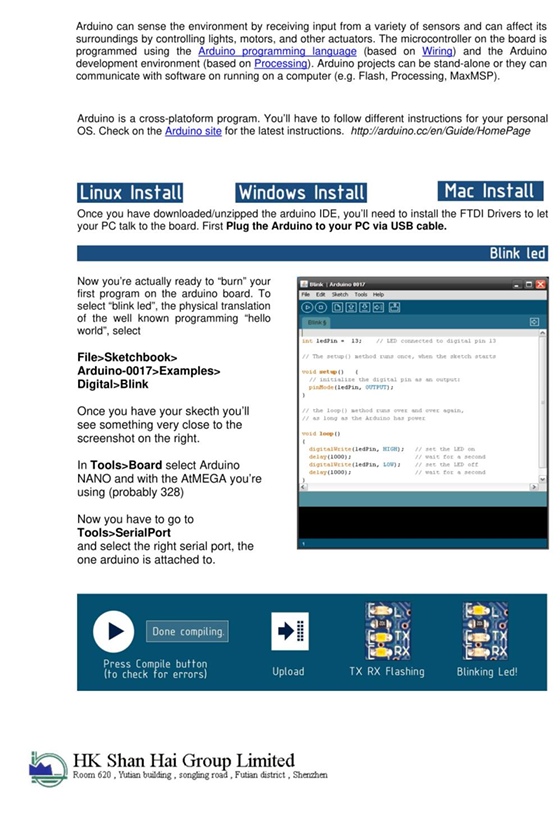 Arduino can sense the environment by receiving input from a variety of sensors and can affect its
surroundings by controlling lights, motors, and other actuators. The microcontroller on the board is
programmed using the Arduino programming language (based on Wiring) and the Arduino
development environment (based on Processing). Arduino projects can be stand-alone or they can
communicate with software on running on a computer (e.g. Flash, Processing, MaxMSP).
Arduino is a cross-platoform program. You'll have to follow different instructions for your personal
OS. Check on the Arduino site for the latest instructions. http://arduino.cc/en/Guide/HomePage
Linux Install
Windows Install
Mac Install
Once you have downloaded/unzipped the arduino IDE, you'll need to install the FTDI Drivers to let
your PC talk to the board. First Plug the Arduino to your PC via USB cable.
Blink led
Now you're actually ready to "burn" your
first program on the arduino board. To
select "blink led", the physical translation
of the well known programming "hello
world", select
File>Sketchbook>
Arduino-0017>Examples>
Digital>Blink
Once you have your skecth you'll
see something very close to the
screenshot on the right.
In Tools>Board select Arduino
NANO and with the AtMEGA you're
using (probably 328)
Now you have to go to
Tools>SerialPort
and select the right serial port, the
one arduino is attached to.
Blink | Arduino 0017
File Edit Sketch Tools Help
Blink §
int ledPin = 13; // LED connected to digital pin 13
// The setup() method runs once, when the sketch starts
void setup() {
// initialize the digital pin as an output:
pinMode(ledPin, OUTPUT);
}
// the loop() method runs over and over again,
// as long as the Arduino has power
void loop()
{
digitalWrite(ledPin, HIGH); // set the LED on
delay(1000); // wait for a second
digitalWrite(ledPin, LOW); // set the LED off
delay(1000); // wait for a second
}
1
Done compiling.
Press Compile button
(to check for errors)
Upload
L
TX
RX
TX RX Flashing
L
TX
RX
Blinking Led!
HK Shan Hai Group Limited
Room 620 , Yutian building , songling road , Futian district , Shenzhen